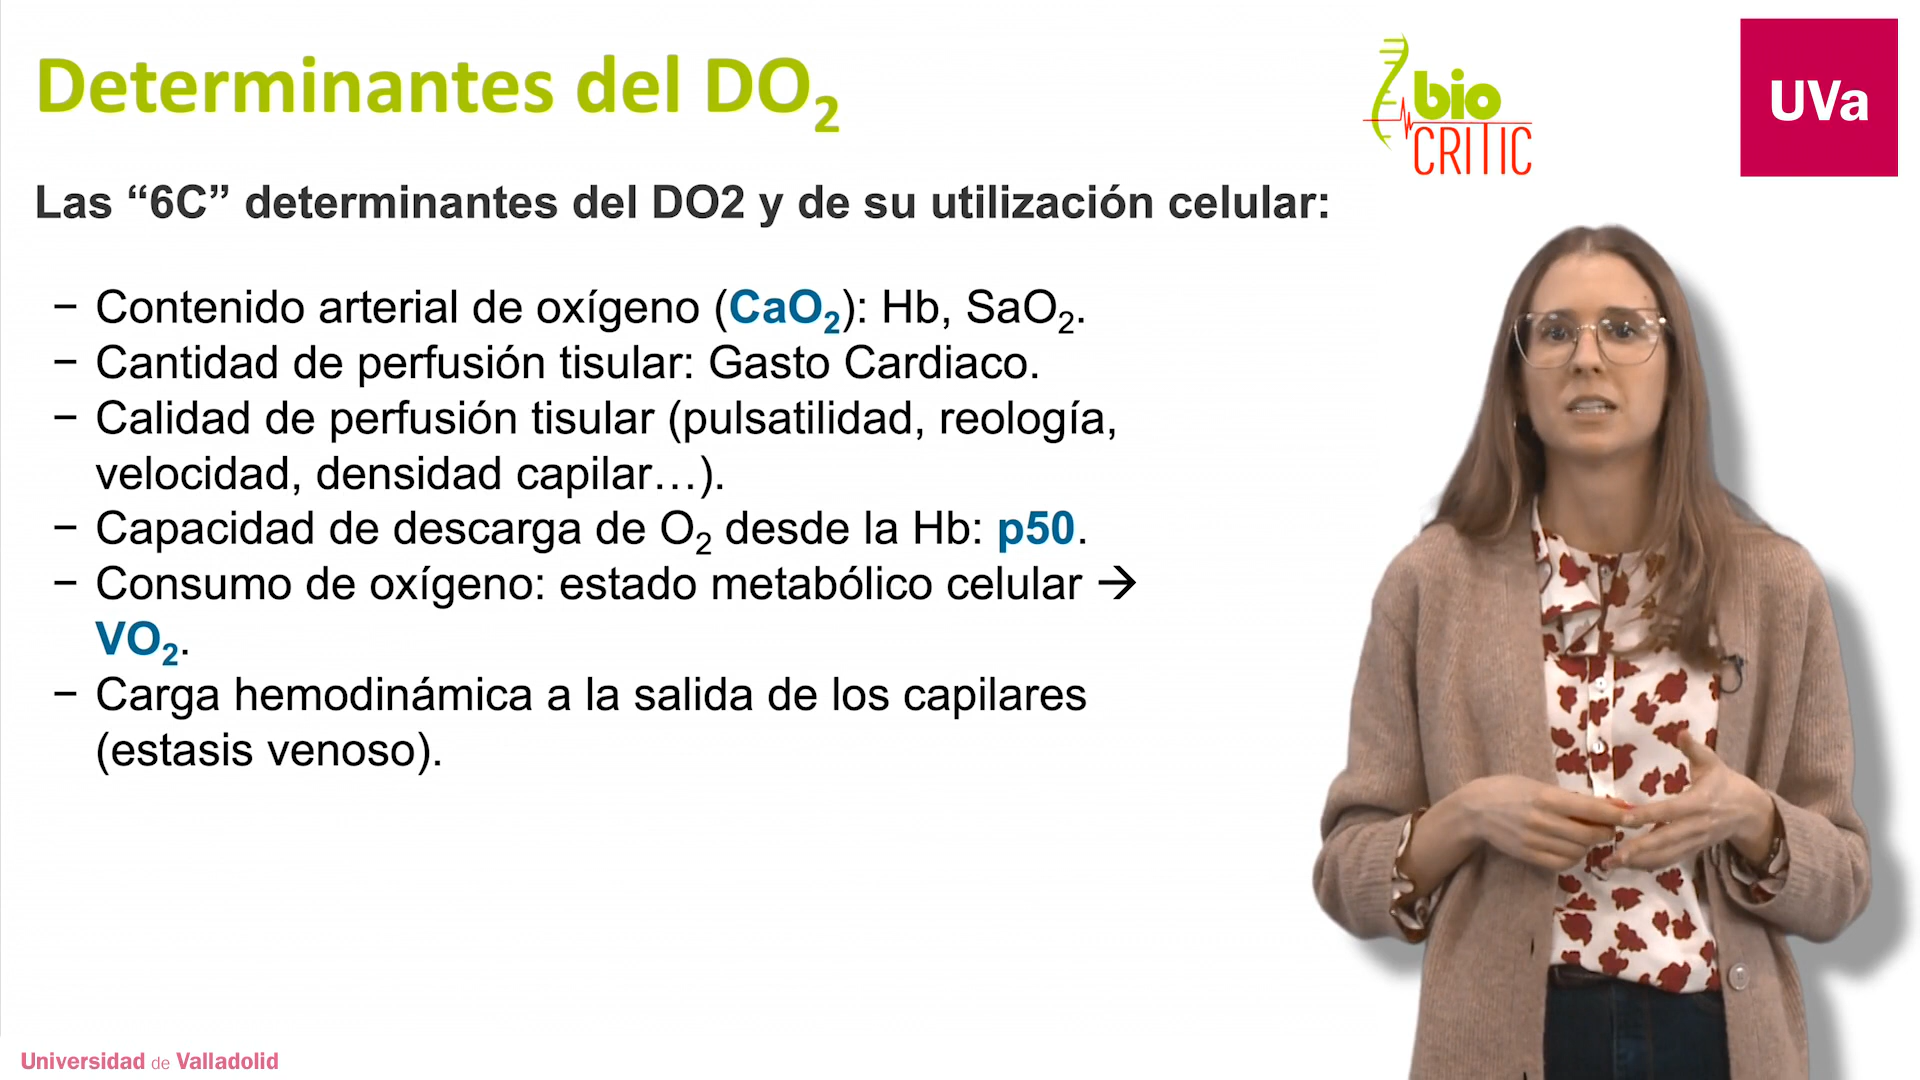 Determinantes del DO₂
bio
CRITIC
UVa
Las “6C” determinantes del DO2 y de su utilización celular:
− Contenido arterial de oxígeno (CaO₂): Hb, SaO₂.
− Cantidad de perfusión tisular: Gasto Cardiaco.
− Calidad de perfusión tisular (pulsatilidad, reología,
velocidad, densidad capilar…).
− Capacidad de descarga de O₂ desde la Hb: p50.
− Consumo de oxígeno: estado metabólico celular →
VO₂.
− Carga hemodinámica a la salida de los capilares
(estasis venoso).
Universidad de Valladolid